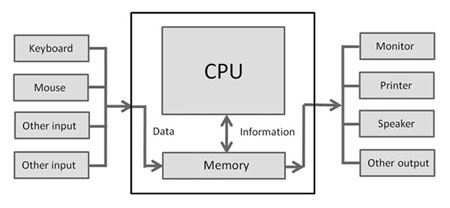 Keyboard
Mouse
Other input
Other input
CPU
Data
Information
Memory
Monitor
Printer
Speaker
Other output